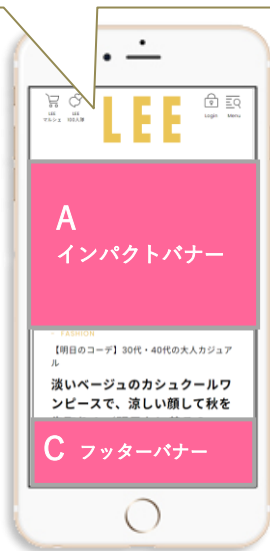 LEE
マルシェ
LEE
100人隊
LEE
Login
Menu
A
インパクトバナー
FASHION
【明日のコーデ】30代・40代の大人カジュア
ル
淡いベージュのカシュクールワ
ンピースで、涼しい顔して秋を
C フッターバナー